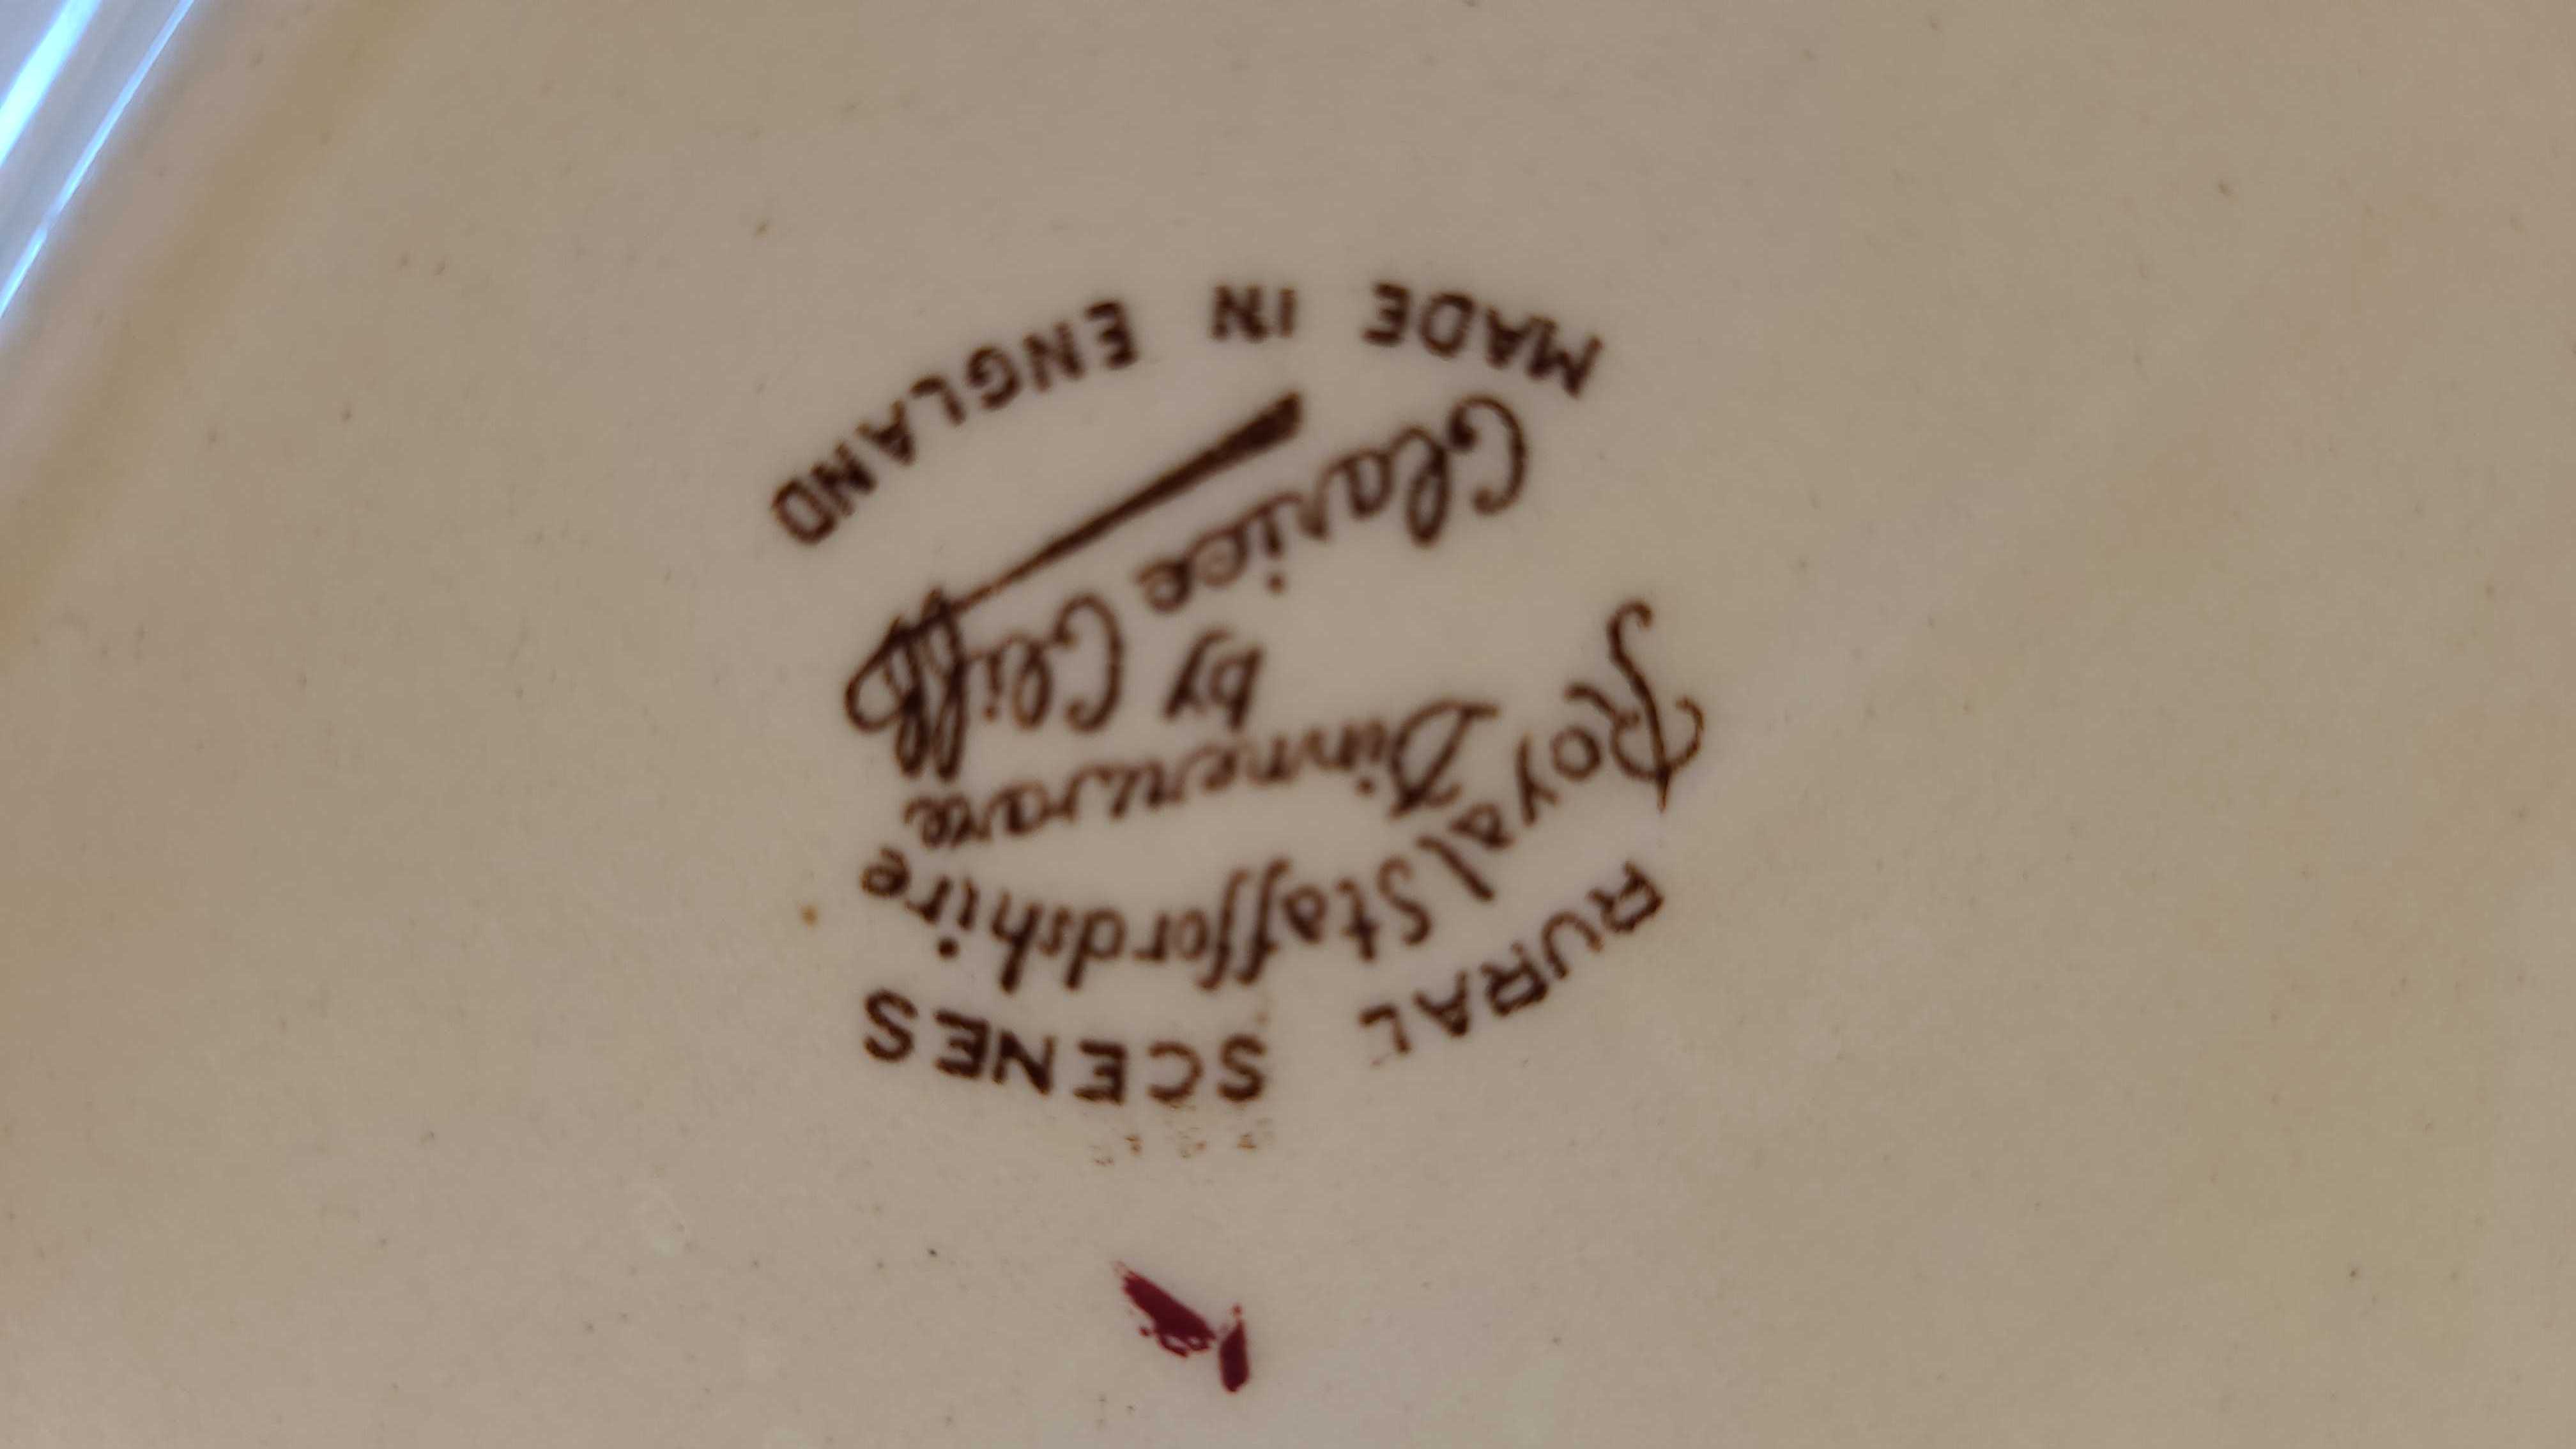 RURAL SCENES
Royal Staffordshire
Dinnerware
by
Clarice Cliff
MADE IN ENGLAND